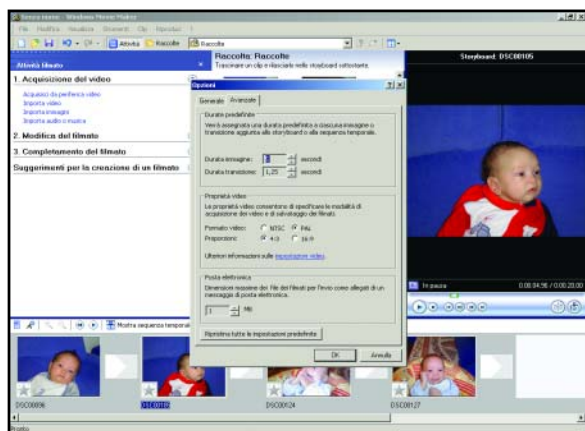 Senza nome - Windows Movie Maker
File Modifica Visualizza Strumenti Clip Riproduci ?
Attività Raccolte Raccolte
Attività filmato
1. Acquisizione del video
Acquisisci da periferica video
Importa video
Importa immagini
Importa audio o musica
2. Modifica del filmato
3. Completamento del filmato
Suggerimenti per la creazione di un filmato
Raccolta: Raccolte
Trascinare un clip e rilasciarlo nello storyboard sottostante.
Opzioni
Generale Avanzate
Durate predefinite
Verrà assegnata una durata predefinita a ciascuna immagine o
transizione aggiunta allo storyboard o alla sequenza temporale.
Durata immagine: secondi
Durata transizione: 1,25 secondi
Proprietà video
Le proprietà video consentono di specificare le modalità di
acquisizione dei video e di salvataggio dei filmati.
Formato video: NTSC PAL
Proporzioni: 4:3 16:9
Ulteriori informazioni sulle impostazioni video.
Posta elettronica
Dimensioni massime dei file dei filmati per l'invio come allegati di un
messaggio di posta elettronica.
1 MB
Ripristina tutte le impostazioni predefinite
OK Annulla
Storyboard: DSC00105
In pausa 0:00:04,96 / 0:00:20,00
Mostra sequenza temporale
DSC00096 DSC00105 DSC00124 DSC00127
Pronto